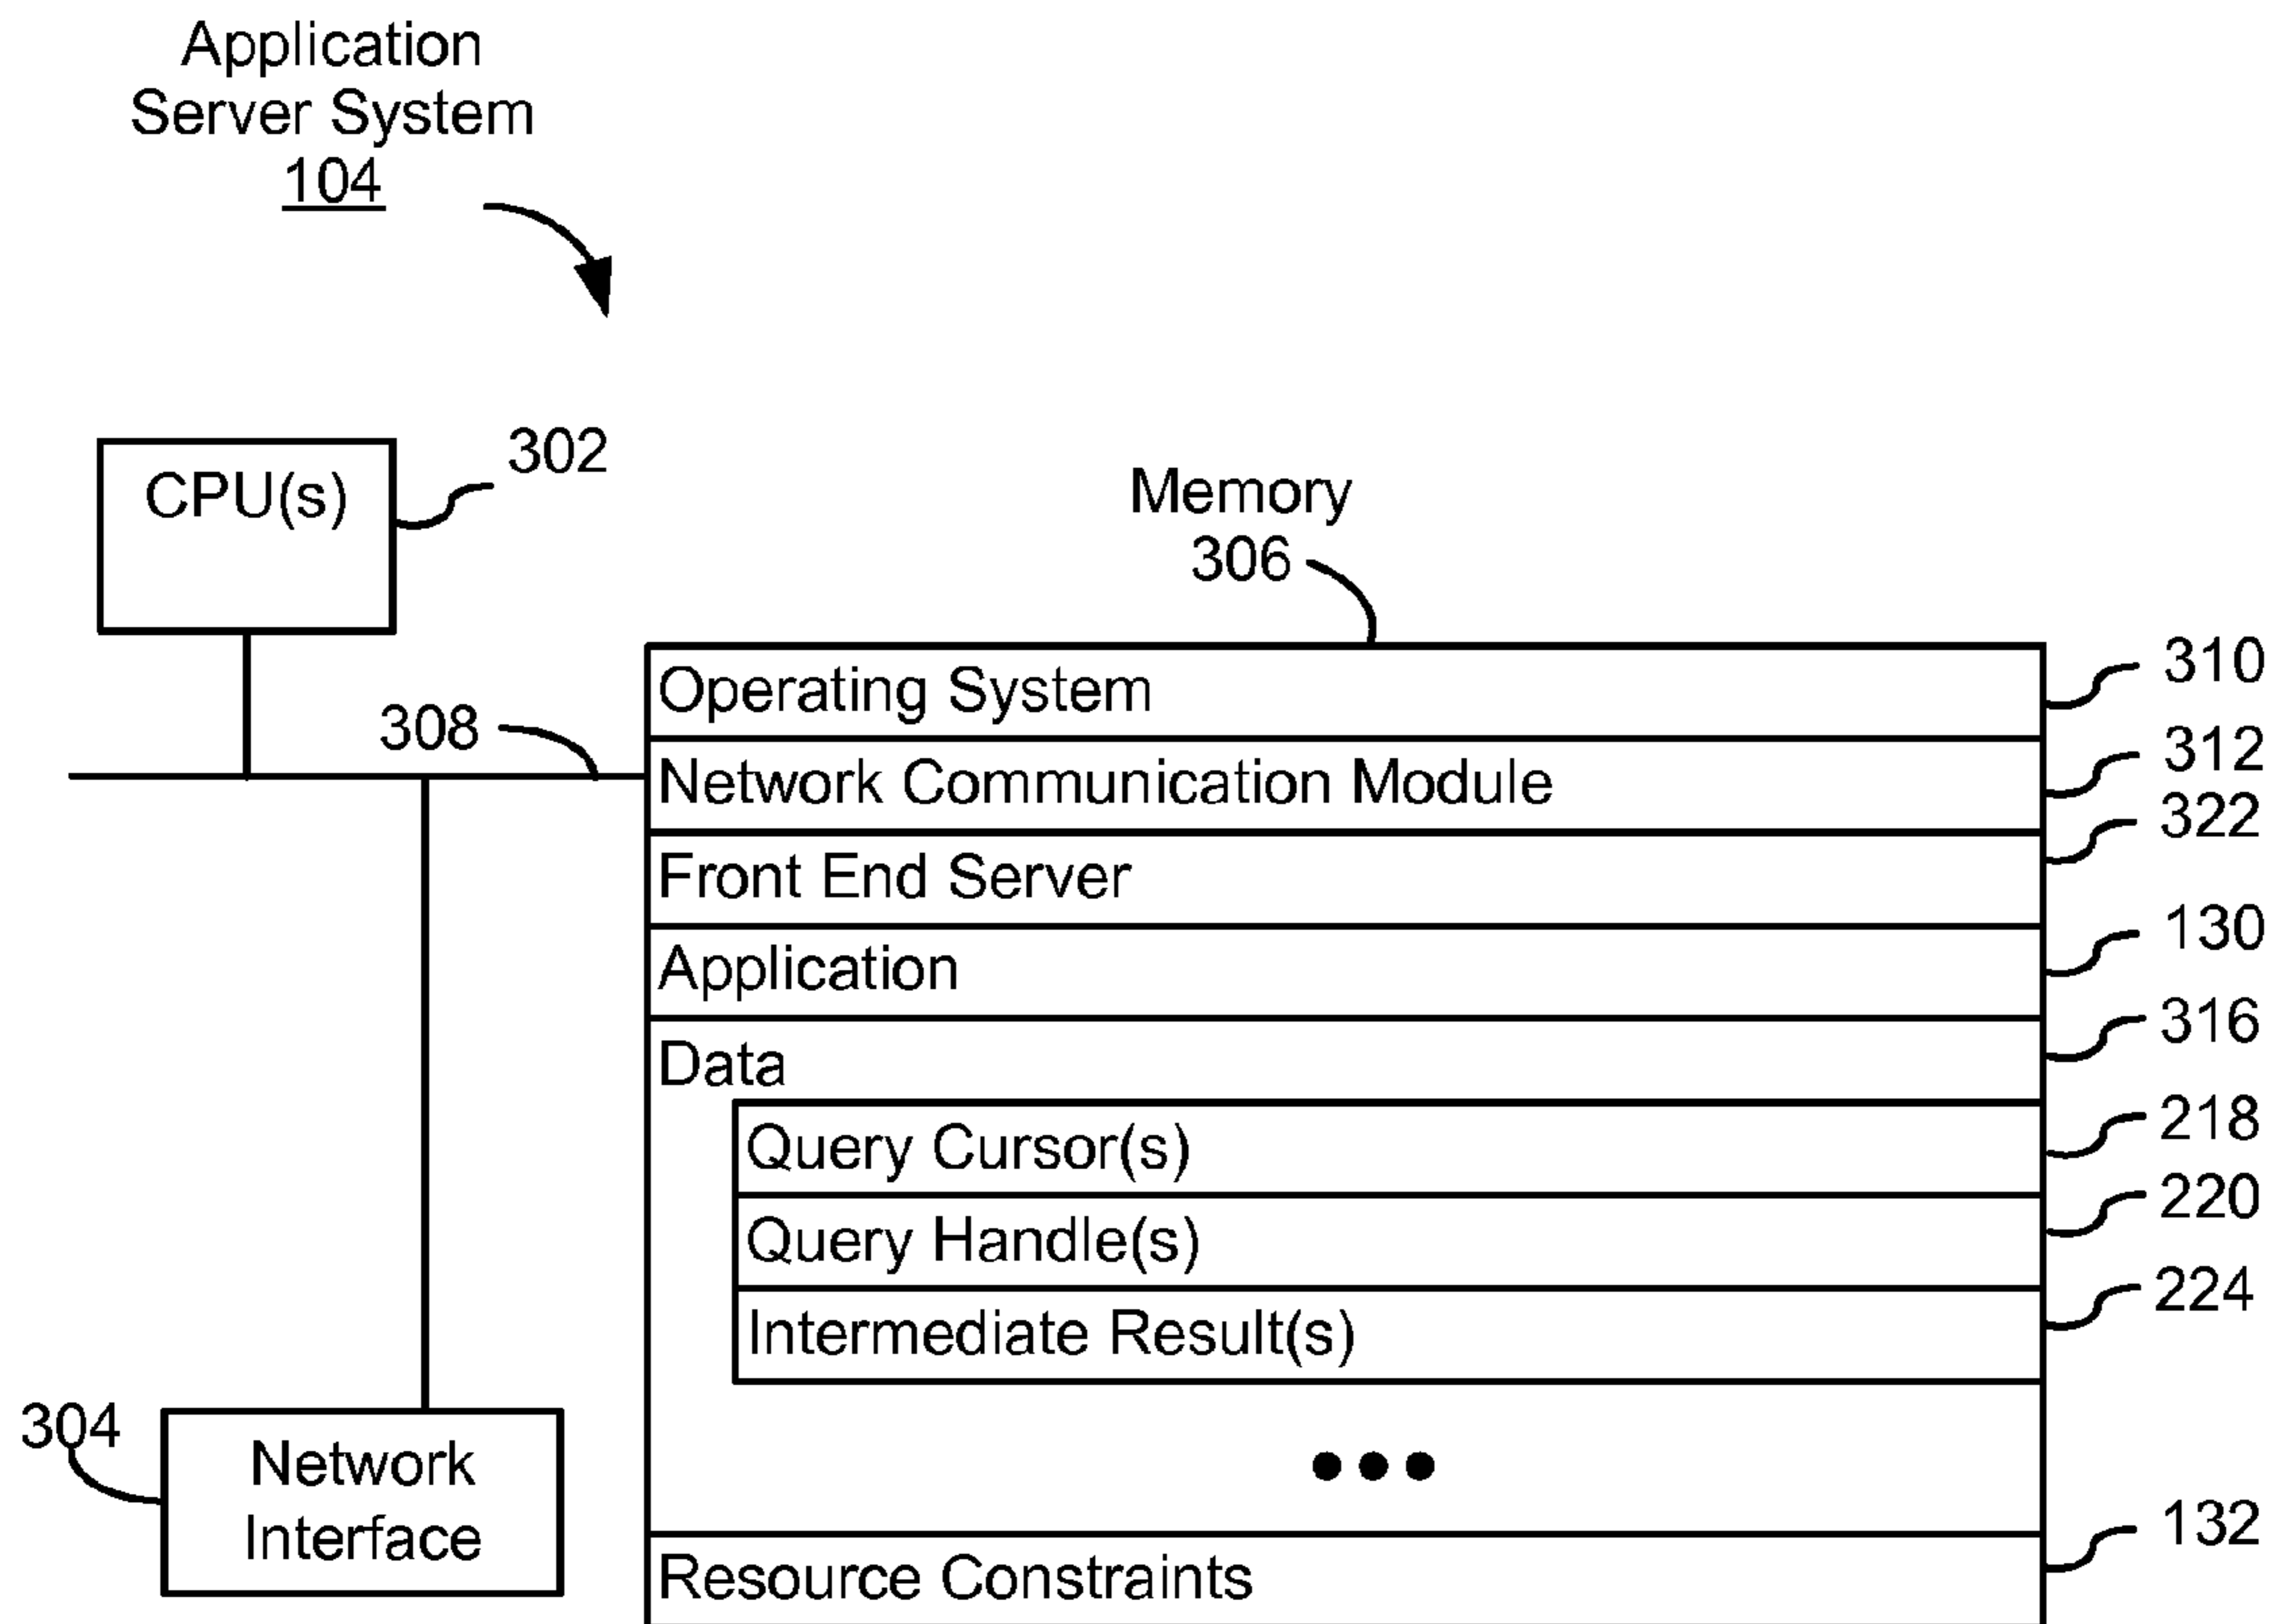 Application
Server System
104
CPU(s)
302
Memory
306
308
Operating System
310
Network Communication Module
312
Front End Server
322
Application
130
Data
316
Query Cursor(s)
218
Query Handle(s)
220
Intermediate Result(s)
224
304
Network
Interface
Resource Constraints
132